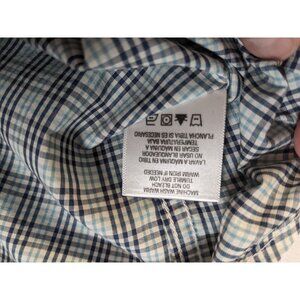 MACHINE WASH WARM
DO NOT BLEACH
TUMBLE DRY LOW
WARM IRON IF NEEDED
LAVAR A MAQUINA EN TIBIO
NO USAR BLANQUEADOR
SECAR EN MAQUINA A
TEMPERATURA BAJA
PLANCHA TIBIA SI ES NECESARIO